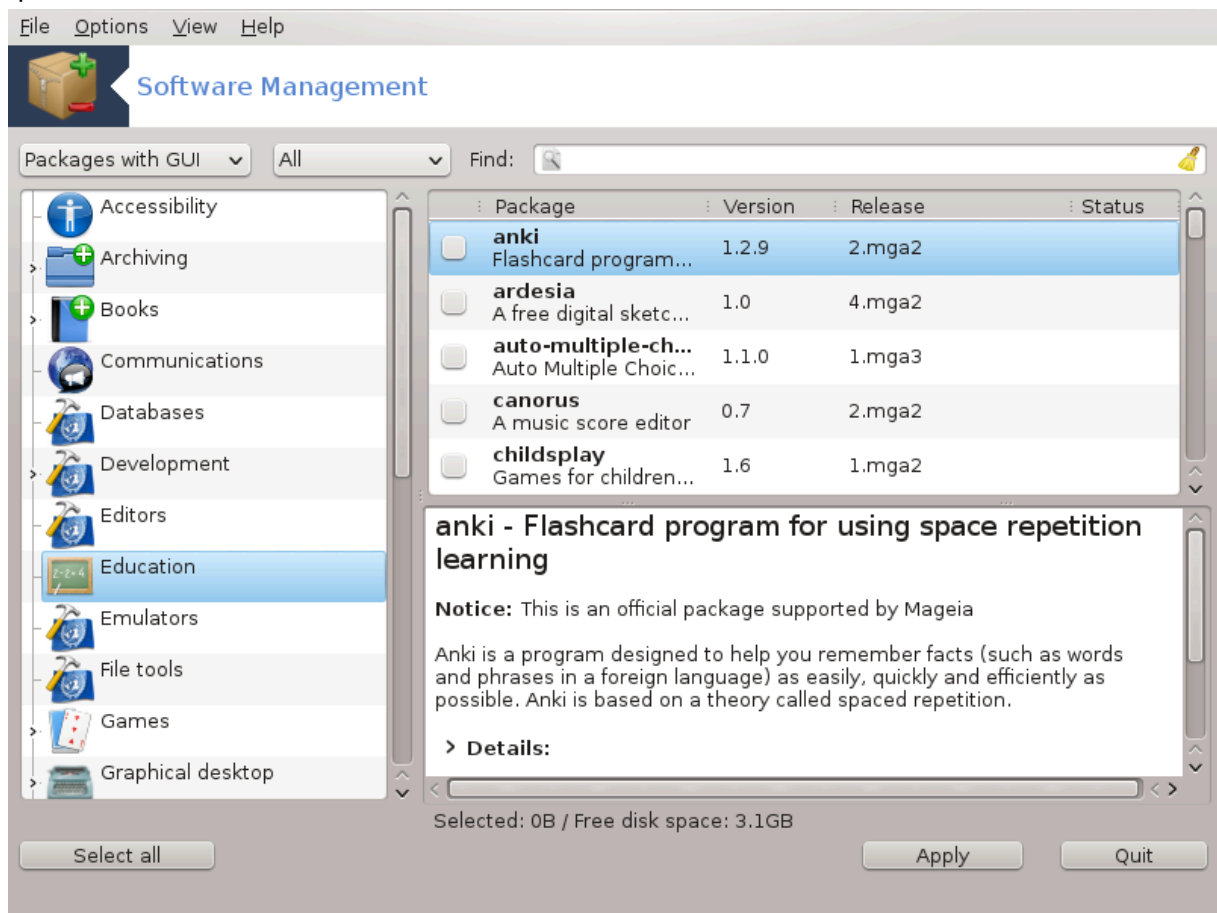 File Options View Help
Software Management
Packages with GUI All Find:
Accessibility
Archiving
Books
Communications
Databases
Development
Editors
Education
Emulators
File tools
Games
Graphical desktop
Package Version Release Status
anki
Flashcard program... 1.2.9 2.mga2
ardesia
A free digital sketc... 1.0 4.mga2
auto-multiple-ch...
Auto Multiple Choic... 1.1.0 1.mga3
canorus
A music score editor 0.7 2.mga2
childsplay
Games for children... 1.6 1.mga2
anki - Flashcard program for using space repetition
learning
Notice: This is an official package supported by Mageia
Anki is a program designed to help you remember facts (such as words
and phrases in a foreign language) as easily, quickly and efficiently as
possible. Anki is based on a theory called spaced repetition.
Details:
Selected: 0B / Free disk space: 3.1GB
Select all Apply Quit